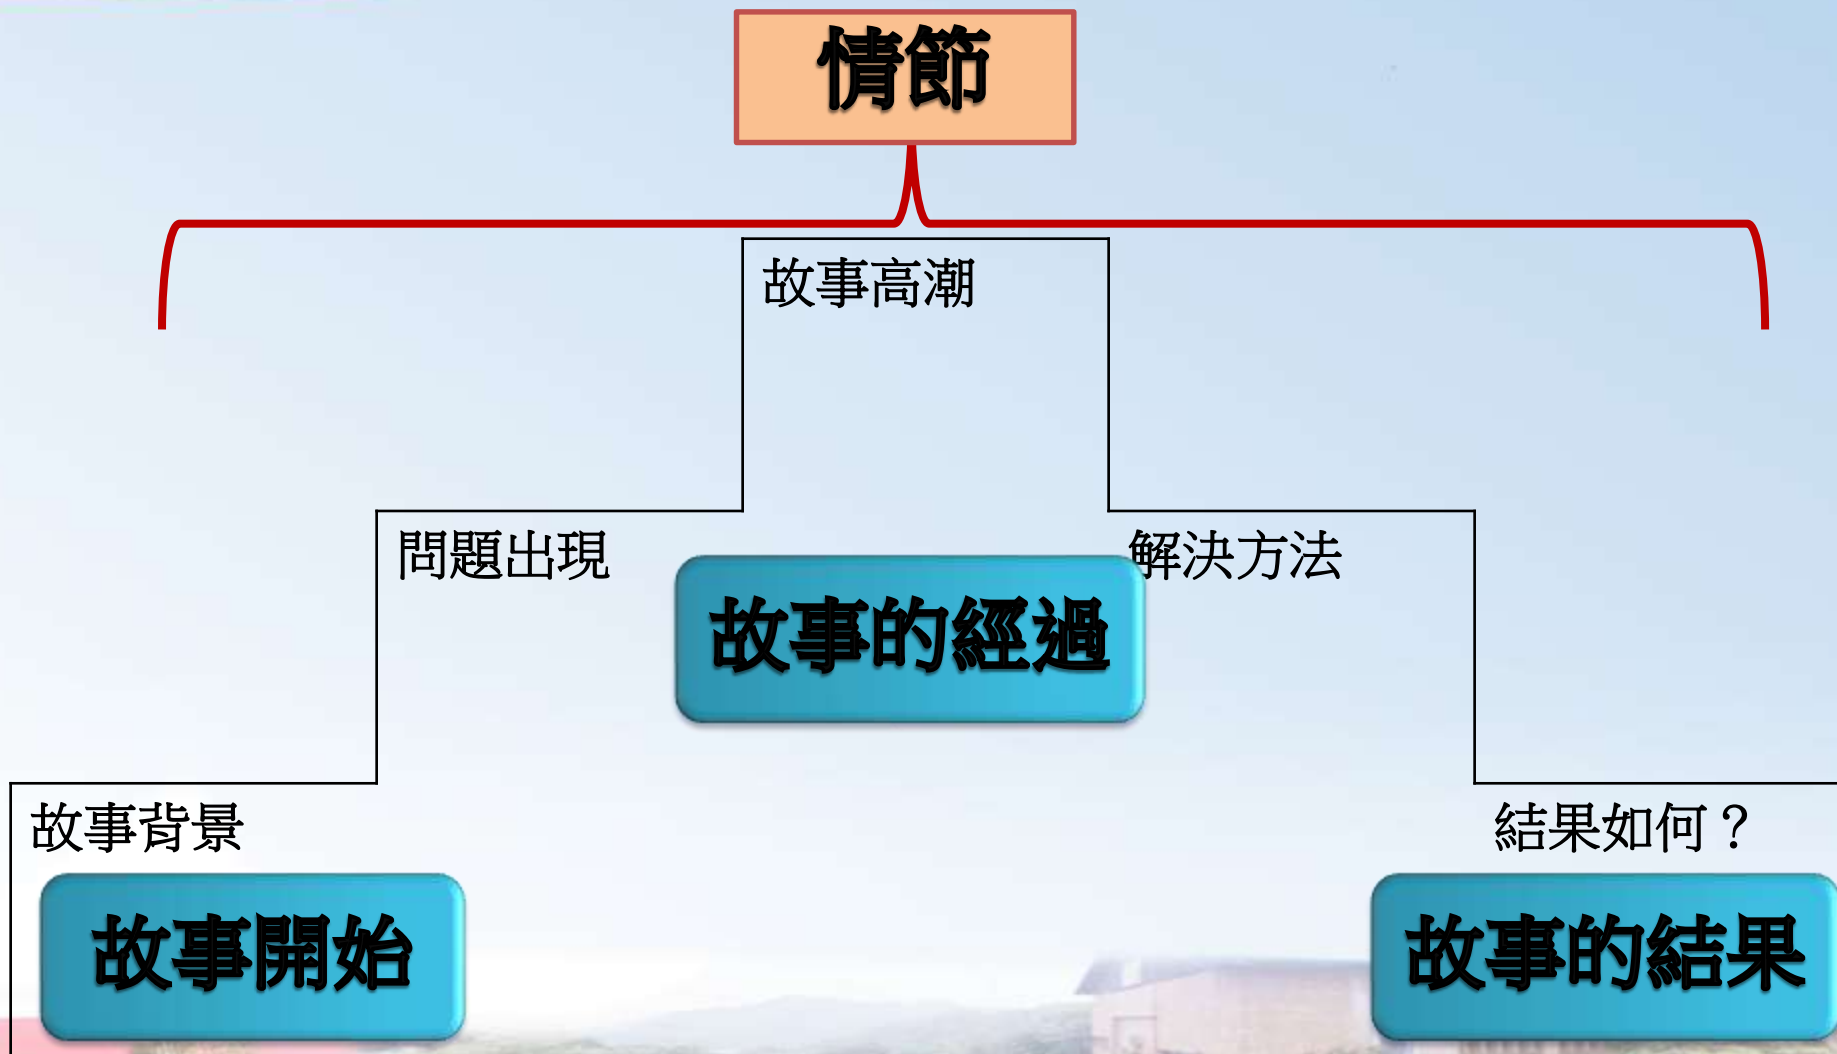 情節
故事高潮
問題出現
解決方法
故事的經過
故事背景
結果如何？
故事開始
故事的結果